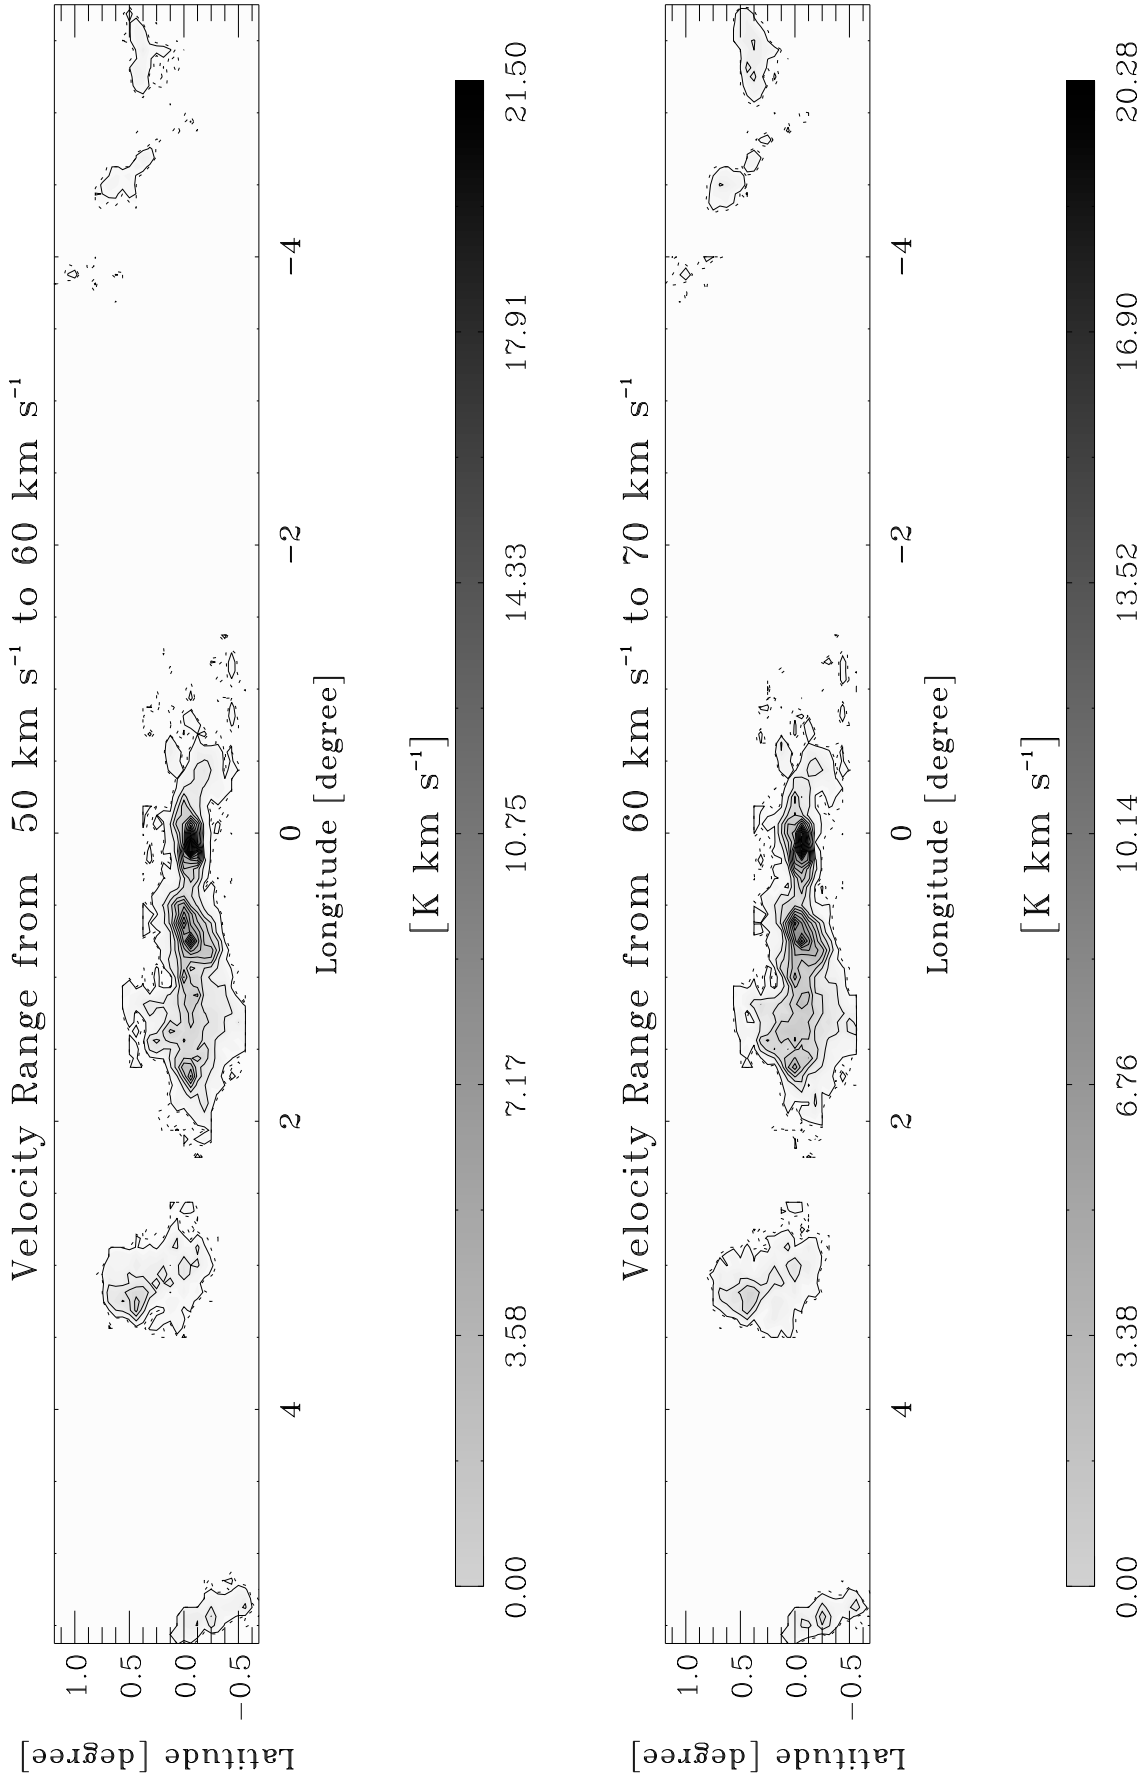 Velocity Range from 50 km s⁻¹ to 60 km s⁻¹
Latitude [degree]
1.0
0.5
0.0
−0.5
4 2 0 −2 −4
Longitude [degree]
[K km s⁻¹]
0.00 3.58 7.17 10.75 14.33 17.91 21.50
Velocity Range from 60 km s⁻¹ to 70 km s⁻¹
Latitude [degree]
1.0
0.5
0.0
−0.5
4 2 0 −2 −4
Longitude [degree]
[K km s⁻¹]
0.00 3.38 6.76 10.14 13.52 16.90 20.28